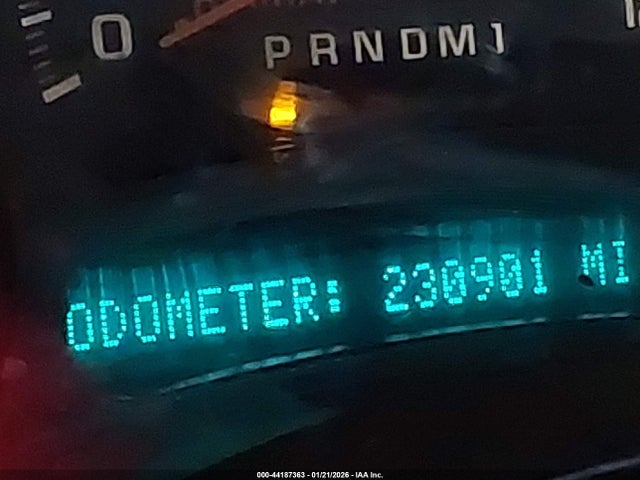 0
PRNDM1
ODOMETER: 230901 MI
000-44187363 - 01/21/2026 - IAA Inc.